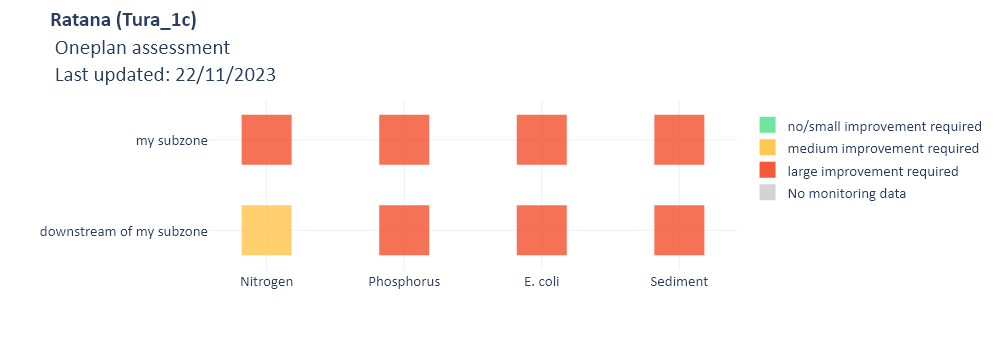 Ratana (Tura_1c)
Oneplan assessment
Last updated: 22/11/2023
my subzone
downstream of my subzone
Nitrogen
Phosphorus
E. coli
Sediment
no/small improvement required
medium improvement required
large improvement required
No monitoring data